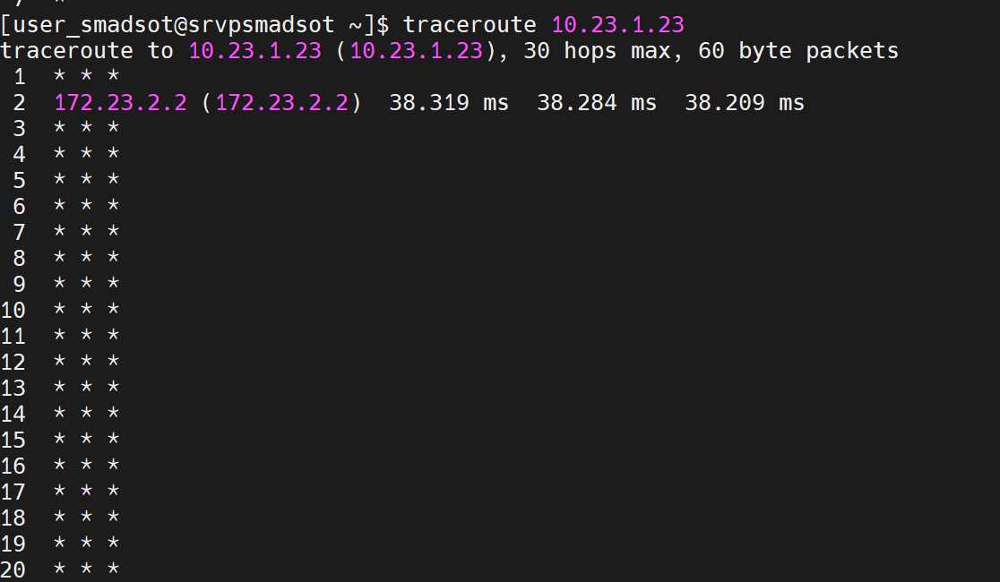 [user_smadsot@srvpsmadsot ~]$ traceroute 10.23.1.23
traceroute to 10.23.1.23 (10.23.1.23), 30 hops max, 60 byte packets
 1  * * *
 2  172.23.2.2 (172.23.2.2)  38.319 ms  38.284 ms  38.209 ms
 3  * * *
 4  * * *
 5  * * *
 6  * * *
 7  * * *
 8  * * *
 9  * * *
10  * * *
11  * * *
12  * * *
13  * * *
14  * * *
15  * * *
16  * * *
17  * * *
18  * * *
19  * * *
20  * * *